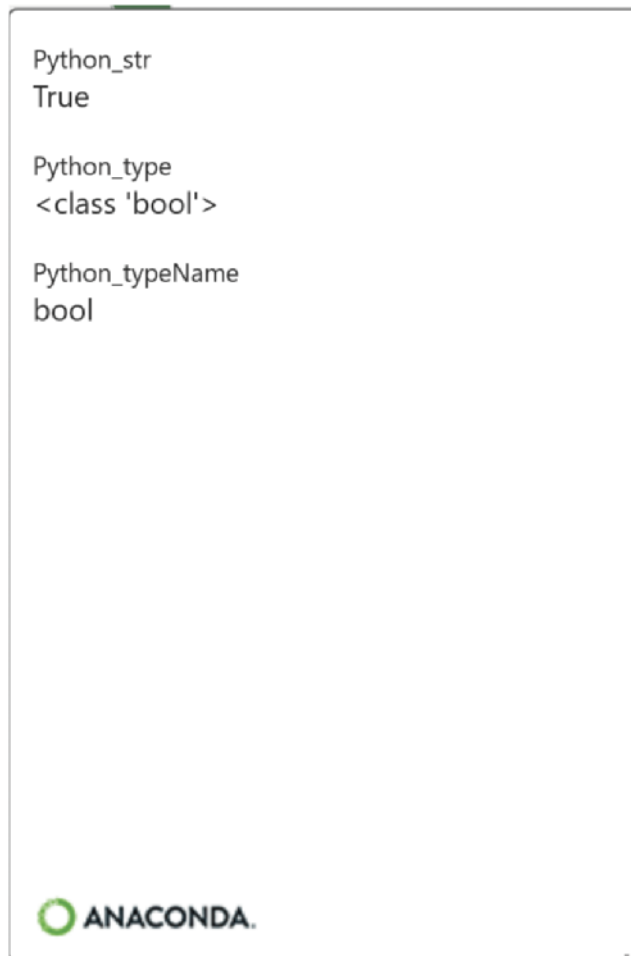 Python_str
True
Python_type
<class 'bool'>
Python_typeName
bool
ANACONDA.